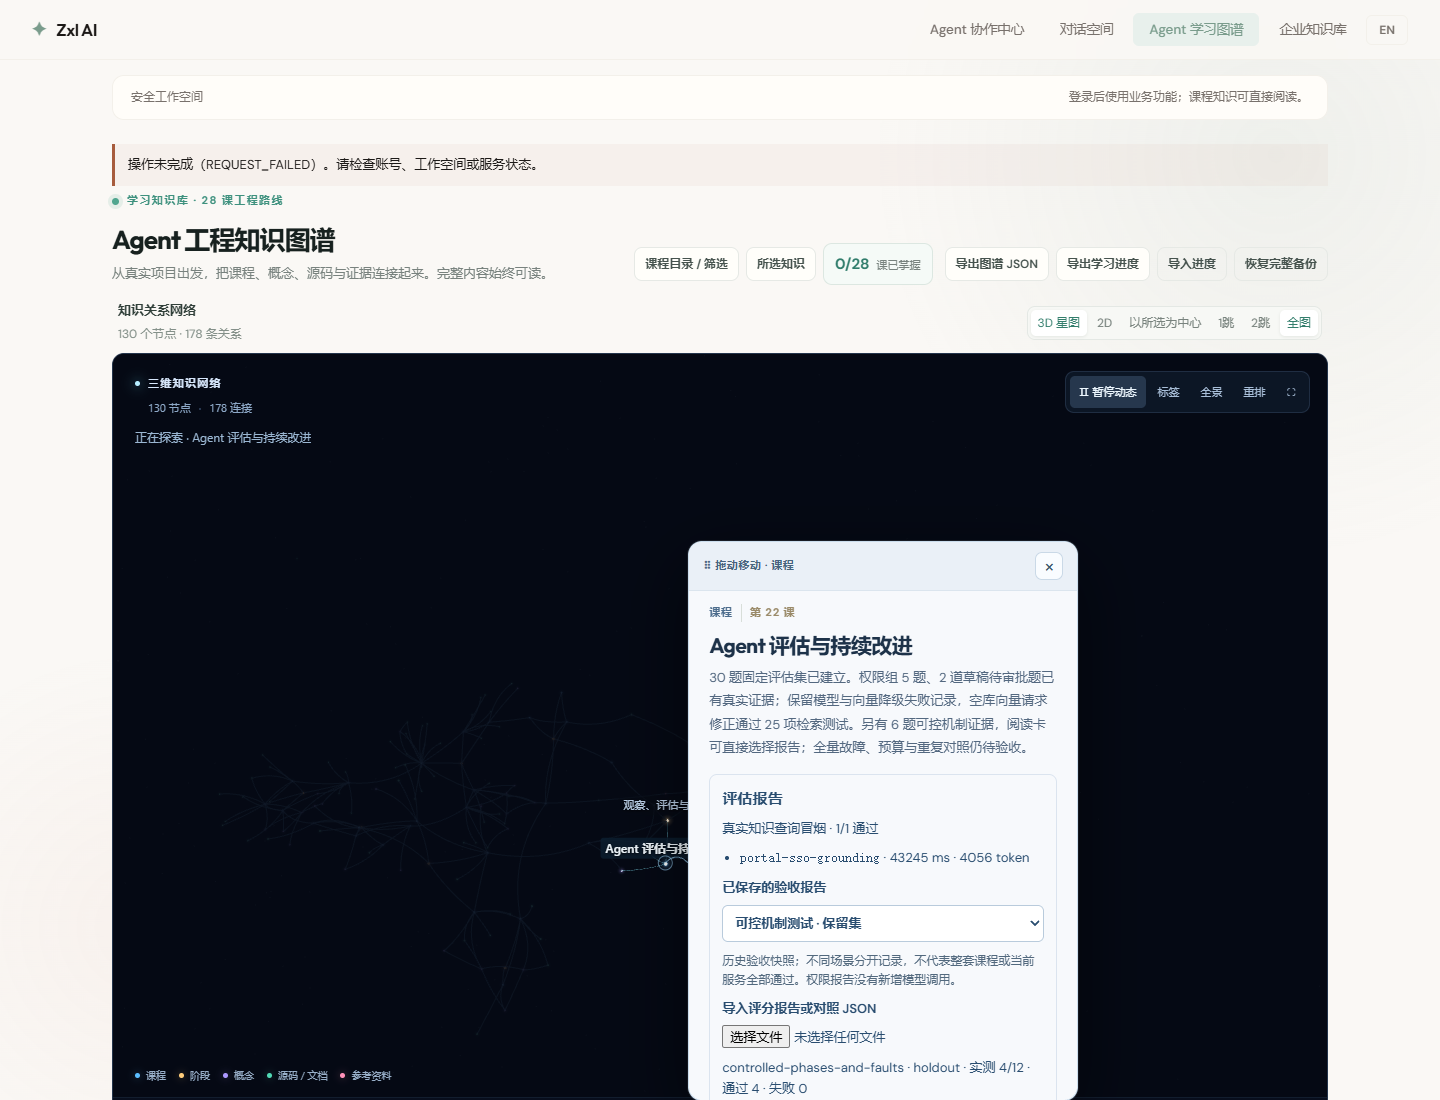 Zxl AI
Agent 协作中心
对话空间
Agent 学习图谱
企业知识库
EN
安全工作空间
登录后使用业务功能；课程知识可直接阅读。
操作未完成（REQUEST_FAILED）。请检查账号、工作空间或服务状态。
学习知识库 · 28 课工程路线
Agent 工程知识图谱
从真实项目出发，把课程、概念、源码与证据连接起来。完整内容始终可读。
课程目录 / 筛选
所选知识
0/28 课已掌握
导出图谱 JSON
导出学习进度
导入进度
恢复完整备份
知识关系网络
130 个节点 · 178 条关系
3D 星图
2D
以所选为中心
1跳
2跳
全图
三维知识网络
130 节点 · 178 连接
正在探索 · Agent 评估与持续改进
暂停动态
标签
全景
重排
拖动移动 · 课程
×
课程
第 22 课
Agent 评估与持续改进
30 题固定评估集已建立。权限组 5 题、2 道草稿待审批题已
有真实证据；保留模型与向量降级失败记录，空库向量请求
修正通过 25 项检索测试。另有 6 题可控机制证据，阅读卡
可直接选择报告；全量故障、预算与重复对照仍待验收。
评估报告
真实知识查询冒烟 · 1/1 通过
portal-sso-grounding · 43245 ms · 4056 token
已保存的验收报告
可控机制测试 · 保留集
历史验收快照；不同场景分开记录，不代表整套课程或当前
服务全部通过。权限报告没有新增模型调用。
导入评分报告或对照 JSON
选择文件 未选择任何文件
controlled-phases-and-faults · holdout · 实测 4/12 ·
通过 4 · 失败 0
观察、评估与
Agent 评估与持
课程
阶段
概念
源码 / 文档
参考资料